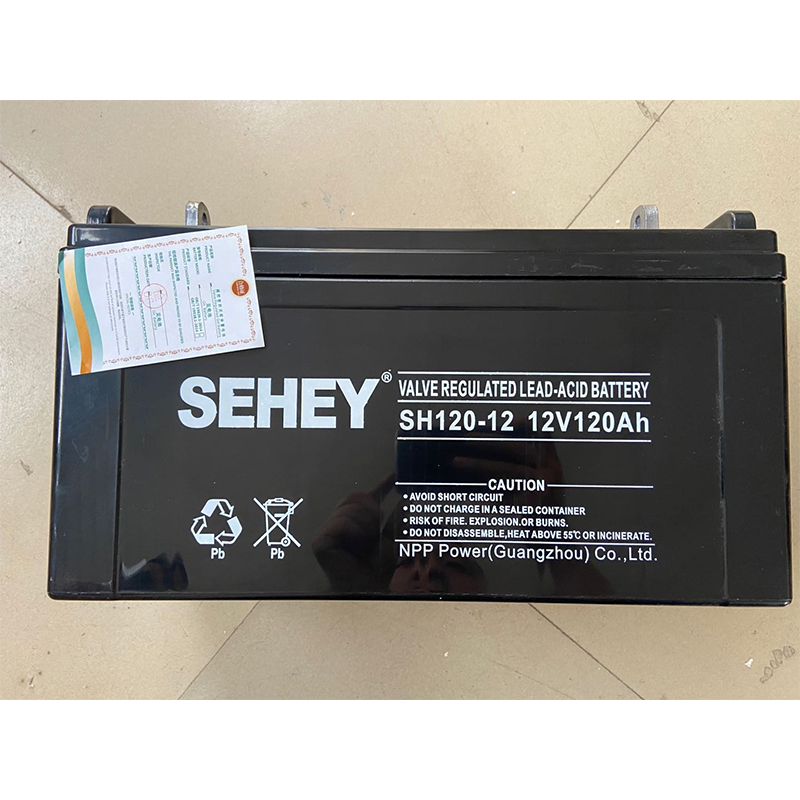 SEHEY®
VALVE REGULATED LEAD-ACID BATTERY
SH120-12 12V120Ah
CAUTION
• AVOID SHORT CIRCUIT
• DO NOT CHARGE IN A SEALED CONTAINER
• RISK OF FIRE. EXPLOSION.OR BURNS.
• DO NOT DISASSEMBLE,HEAT ABOVE 55℃ OR INCINERATE.
NPP Power(Guangzhou) Co.,Ltd.
Pb
Pb